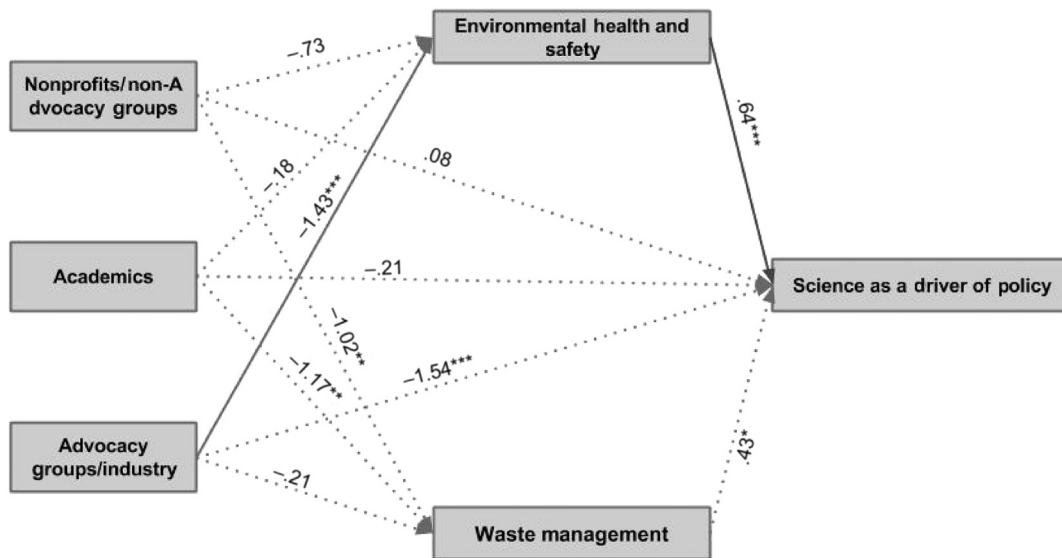 Environmental health and
safety
–.73
Nonprofits/non-A
dvocacy groups
.64***
.08
–.18
–1.43***
Academics
–.21
Science as a driver of policy
–1.02**
–1.17**
–1.54***
Advocacy
groups/industry
–.21
.43*
Waste management